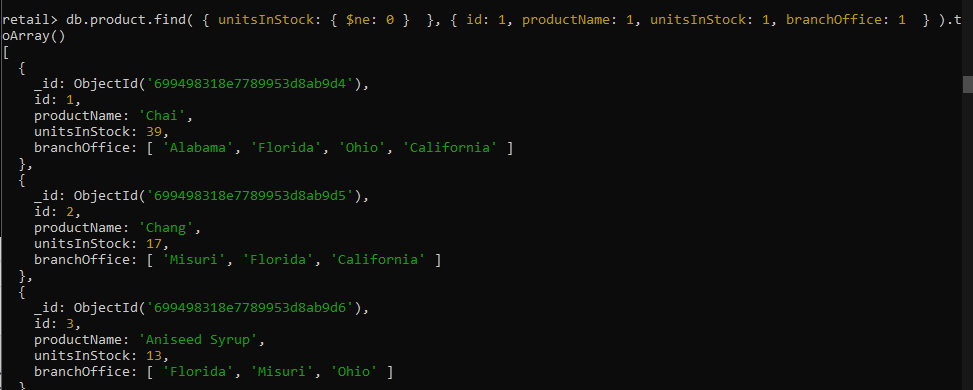 retail> db.product.find( { unitsInStock: { $ne: 0 }  }, { id: 1, productName: 1, unitsInStock: 1, branchOffice: 1  } ).t
oArray()
[
  {
    _id: ObjectId('699498318e7789953d8ab9d4'),
    id: 1,
    productName: 'Chai',
    unitsInStock: 39,
    branchOffice: [ 'Alabama', 'Florida', 'Ohio', 'California' ]
  },
  {
    _id: ObjectId('699498318e7789953d8ab9d5'),
    id: 2,
    productName: 'Chang',
    unitsInStock: 17,
    branchOffice: [ 'Misuri', 'Florida', 'California' ]
  },
  {
    _id: ObjectId('699498318e7789953d8ab9d6'),
    id: 3,
    productName: 'Aniseed Syrup',
    unitsInStock: 13,
    branchOffice: [ 'Florida', 'Misuri', 'Ohio' ]
  }